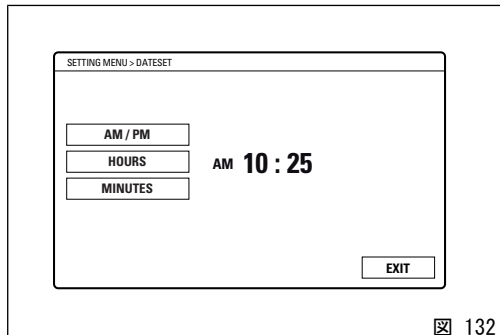 SETTING MENU > DATESET
AM / PM
HOURS
MINUTES
AM 10 : 25
EXIT
図 132